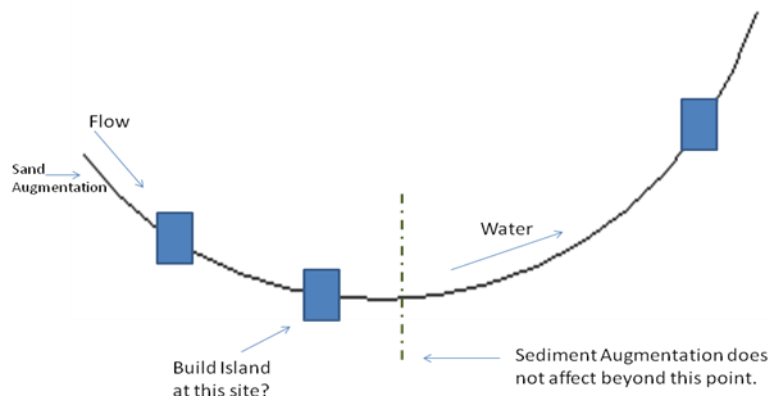 Flow
Sand
Augmentation
Water
Build Island
at this site?
Sediment Augmentation does
not affect beyond this point.